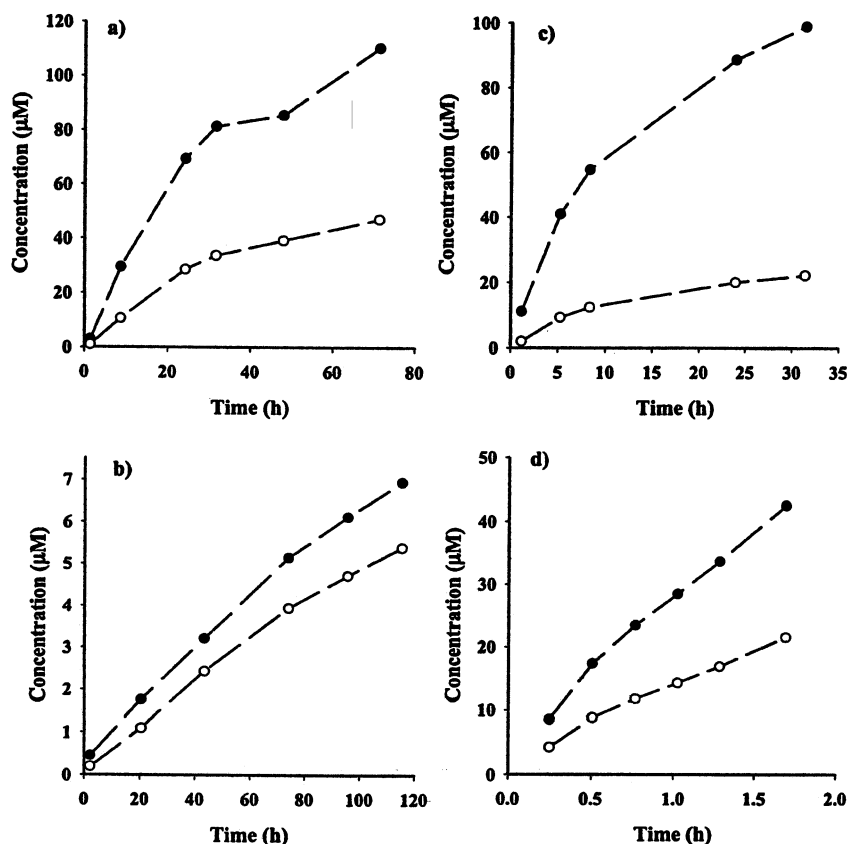 a)
120
100
80
60
40
20
0
Concentration (µM)
0 20 40 60 80
Time (h)
c)
100
80
60
40
20
0
Concentration (µM)
0 5 10 15 20 25 30 35
Time (h)
b)
7
6
5
4
3
2
1
0
Concentration (µM)
0 20 40 60 80 100 120
Time (h)
d)
50
40
30
20
10
0
Concentration (µM)
0.0 0.5 1.0 1.5 2.0
Time (h)